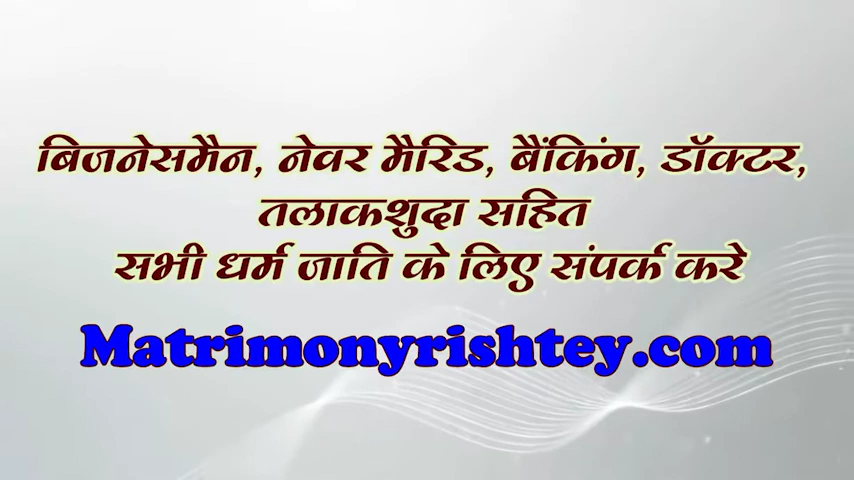 बिजनेसमैन, नेवर मैरिड, बैंकिंग, डॉक्टर,
तलाकशुदा सहित
सभी धर्म जाति के लिए संपर्क करे
Matrimonyrishtey.com